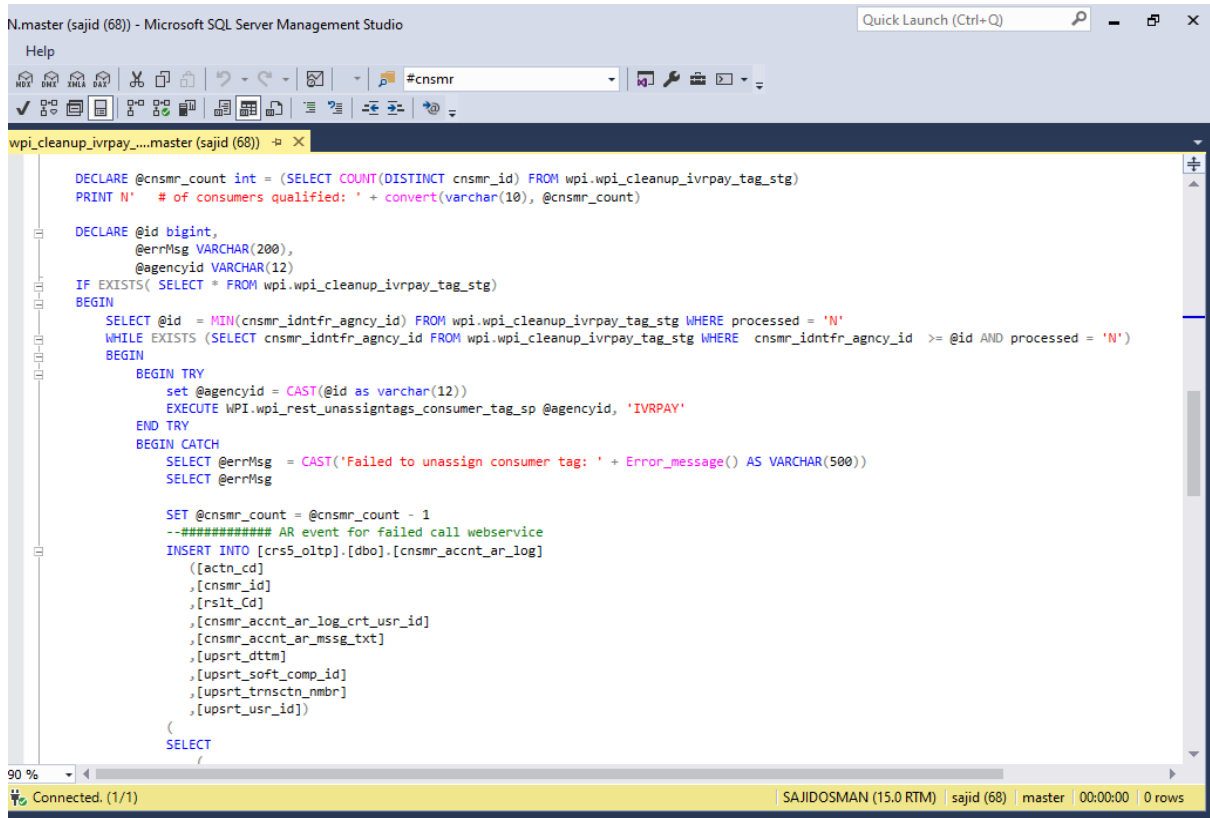 N.master (sajid (68)) - Microsoft SQL Server Management Studio
Quick Launch (Ctrl+Q)
Help
MDX DMX XMLA DAX
#cnsmr
wpi_cleanup_ivrpay_....master (sajid (68))
DECLARE @cnsmr_count int = (SELECT COUNT(DISTINCT cnsmr_id) FROM wpi.wpi_cleanup_ivrpay_tag_stg)
PRINT N'   # of consumers qualified: ' + convert(varchar(10), @cnsmr_count)
DECLARE @id bigint,
@errMsg VARCHAR(200),
@agencyid VARCHAR(12)
IF EXISTS( SELECT * FROM wpi.wpi_cleanup_ivrpay_tag_stg)
BEGIN
SELECT @id  = MIN(cnsmr_idntfr_agncy_id) FROM wpi.wpi_cleanup_ivrpay_tag_stg WHERE processed = 'N'
WHILE EXISTS (SELECT cnsmr_idntfr_agncy_id FROM wpi.wpi_cleanup_ivrpay_tag_stg WHERE  cnsmr_idntfr_agncy_id  >= @id AND processed = 'N')
BEGIN
BEGIN TRY
set @agencyid = CAST(@id as varchar(12))
EXECUTE WPI.wpi_rest_unassigntags_consumer_tag_sp @agencyid, 'IVRPAY'
END TRY
BEGIN CATCH
SELECT @errMsg  = CAST('Failed to unassign consumer tag: ' + Error_message() AS VARCHAR(500))
SELECT @errMsg
SET @cnsmr_count = @cnsmr_count - 1
--############ AR event for failed call webservice
INSERT INTO [crs5_oltp].[dbo].[cnsmr_accnt_ar_log]
([actn_cd]
,[cnsmr_id]
,[rslt_Cd]
,[cnsmr_accnt_ar_log_crt_usr_id]
,[cnsmr_accnt_ar_mssg_txt]
,[upsrt_dttm]
,[upsrt_soft_comp_id]
,[upsrt_trnsctn_nmbr]
,[upsrt_usr_id])
(
SELECT
(
90 %
Connected. (1/1)
SAJIDOSMAN (15.0 RTM) sajid (68) master 00:00:00 0 rows